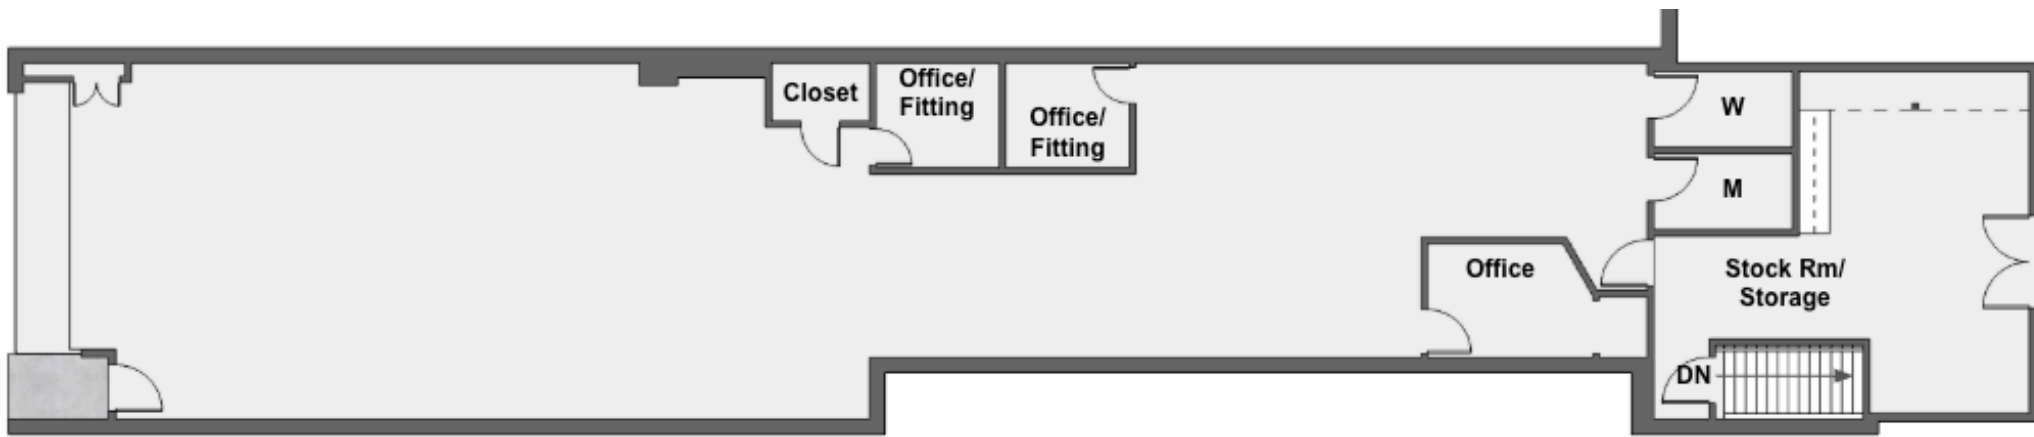 Closet
Office/
Fitting
Office/
Fitting
W
M
Office
Stock Rm/
Storage
DN